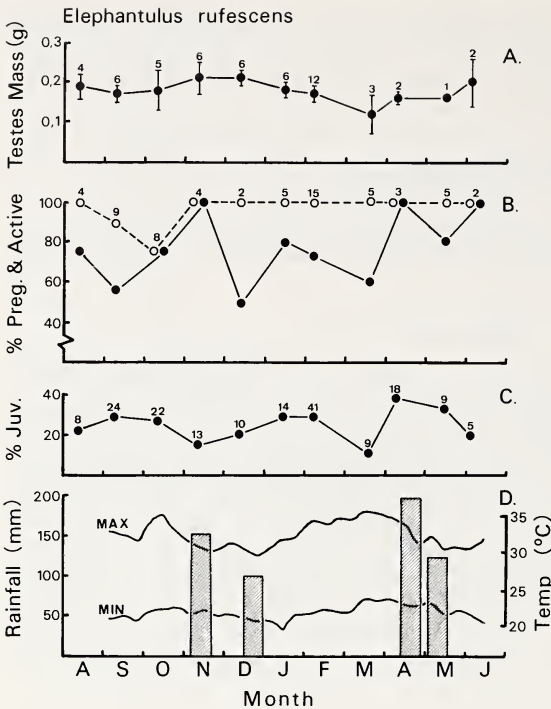 Elephantulus rufescens
A.
Testes Mass (g)
0,3
0,2
0,1
4 6 5 6 6 6 12 3 2 1 2
B.
% Preg. & Active
100
80
60
40
4 9 8 4 2 5 15 5 3 5 2
C.
% Juv.
40
20
8 24 22 13 10 14 41 9 18 9 5
D.
Rainfall (mm)
200
150
100
50
MAX
MIN
35
30
25
20
Temp (°C)
A S O N D J F M A M J
Month